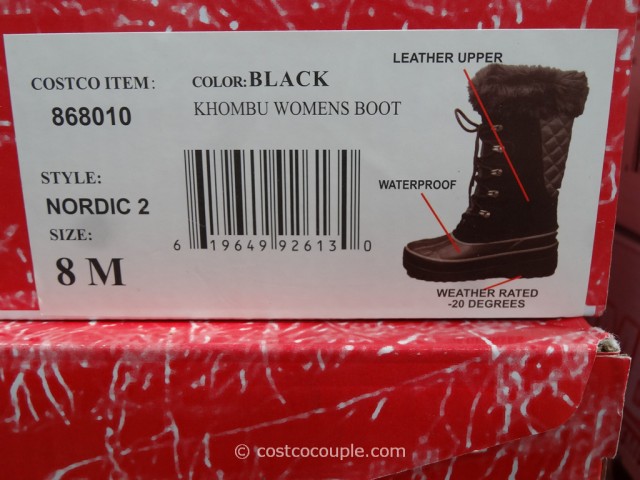 COSTCO ITEM:
868010
COLOR: BLACK
KHOMBU WOMENS BOOT
STYLE:
NORDIC 2
SIZE:
8 M
6 19649 92613 0
LEATHER UPPER
WATERPROOF
WEATHER RATED
-20 DEGREES
© costcocouple.com